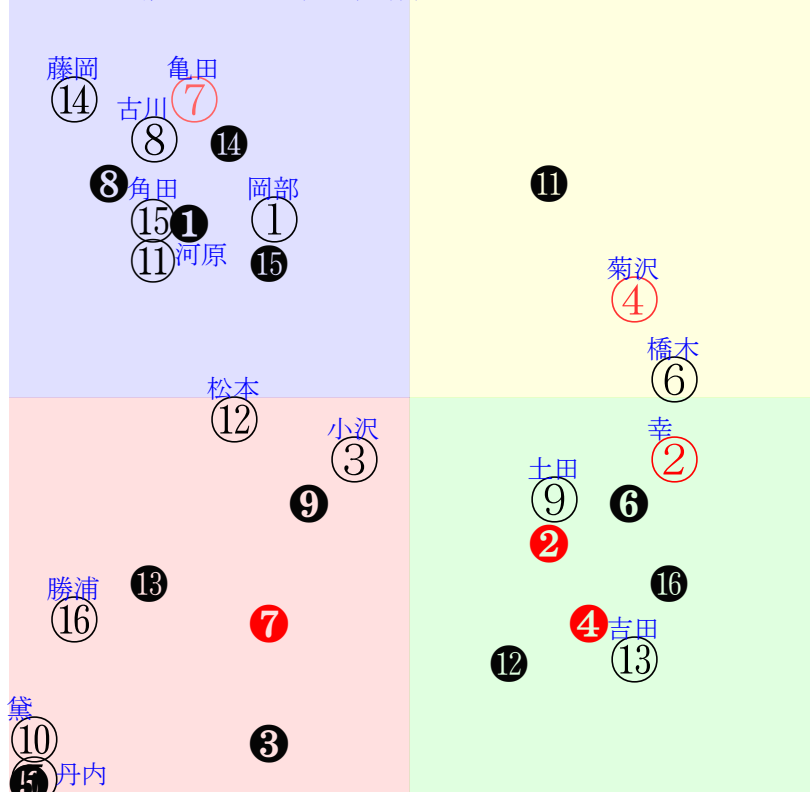 藤岡
亀田
⑭
⑦
古川
⑧
⓮
❽
⓫
角田
岡部
⑮
❶
①
河原
⑪
⓯
菊沢
④
橋木
⑥
松本
⑫
小沢
③
幸
②
土田
⑨
❾
❻
❷
⓭
⓰
勝浦
⑯
❼
❹
吉田
⑬
⓬
黛
⑩
❸
丹内